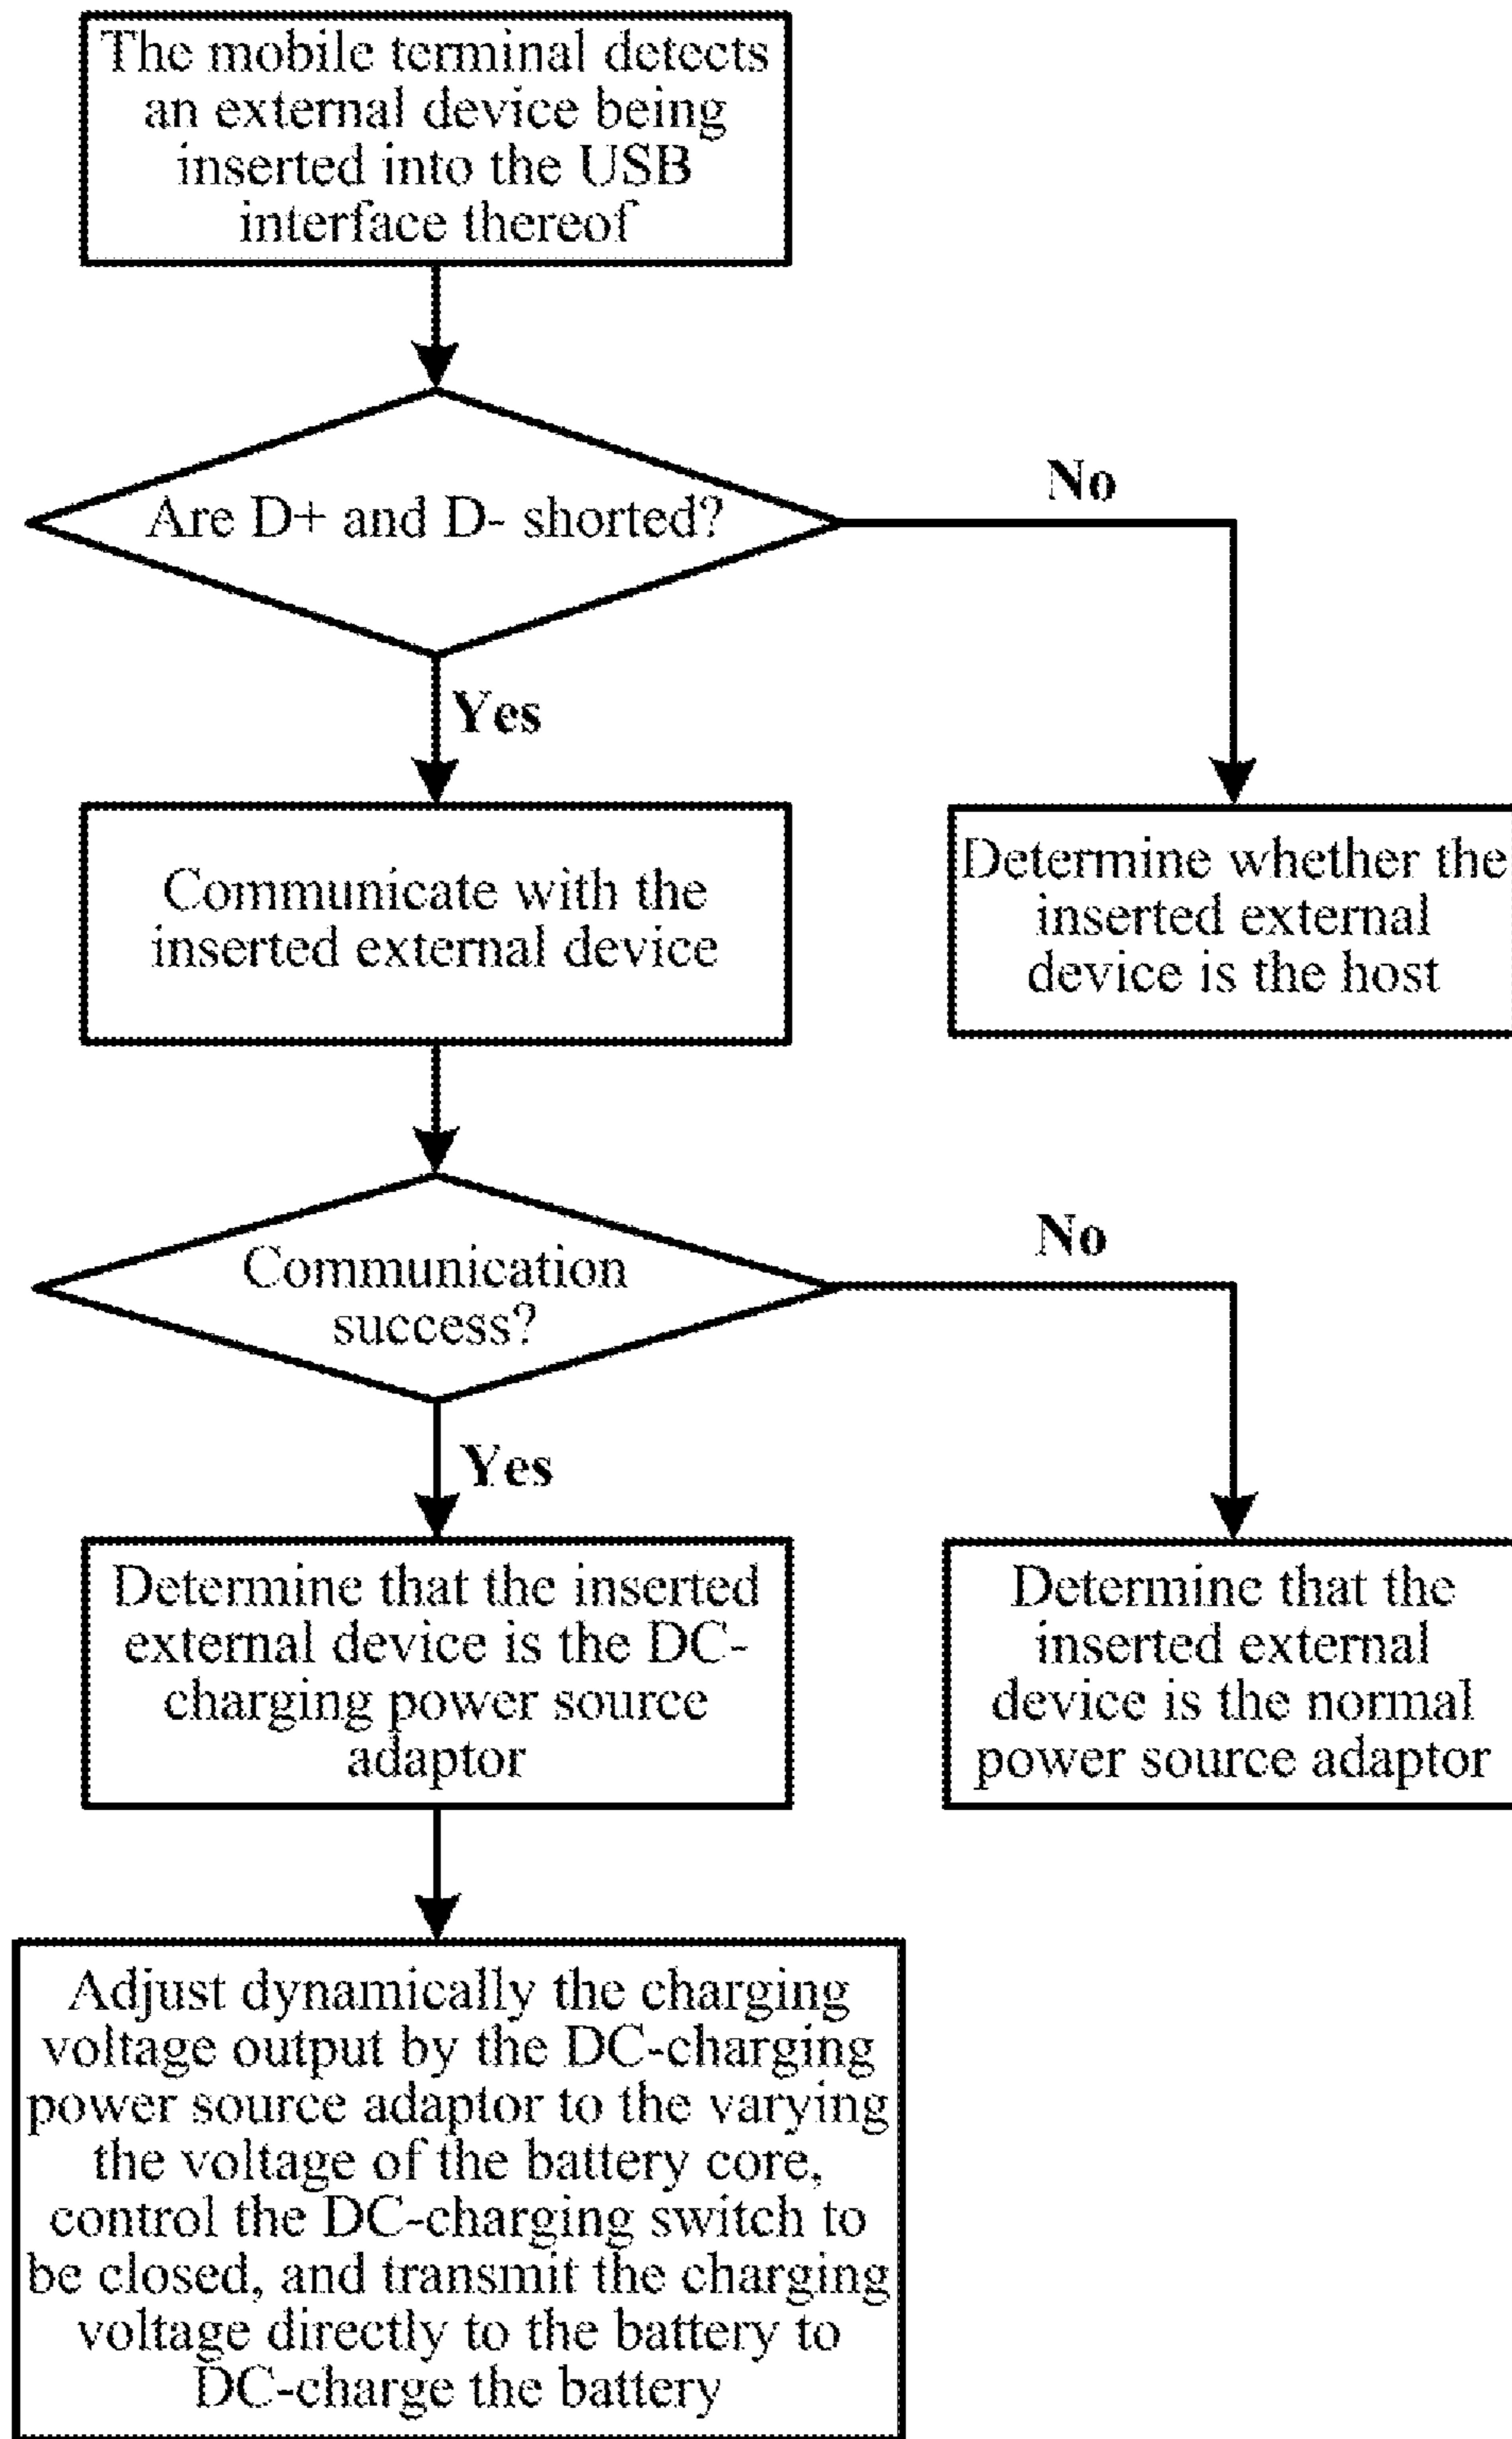 The mobile terminal detects
an external device being
inserted into the USB
interface thereof
Are D+ and D- shorted?
No
Yes
Communicate with the
inserted external device
Determine whether the
inserted external
device is the host
Communication
success?
No
Yes
Determine that the inserted
external device is the DC-
charging power source
adaptor
Determine that the
inserted external
device is the normal
power source adaptor
Adjust dynamically the charging
voltage output by the DC-charging
power source adaptor to the varying
the voltage of the battery core,
control the DC-charging switch to
be closed, and transmit the charging
voltage directly to the battery to
DC-charge the battery